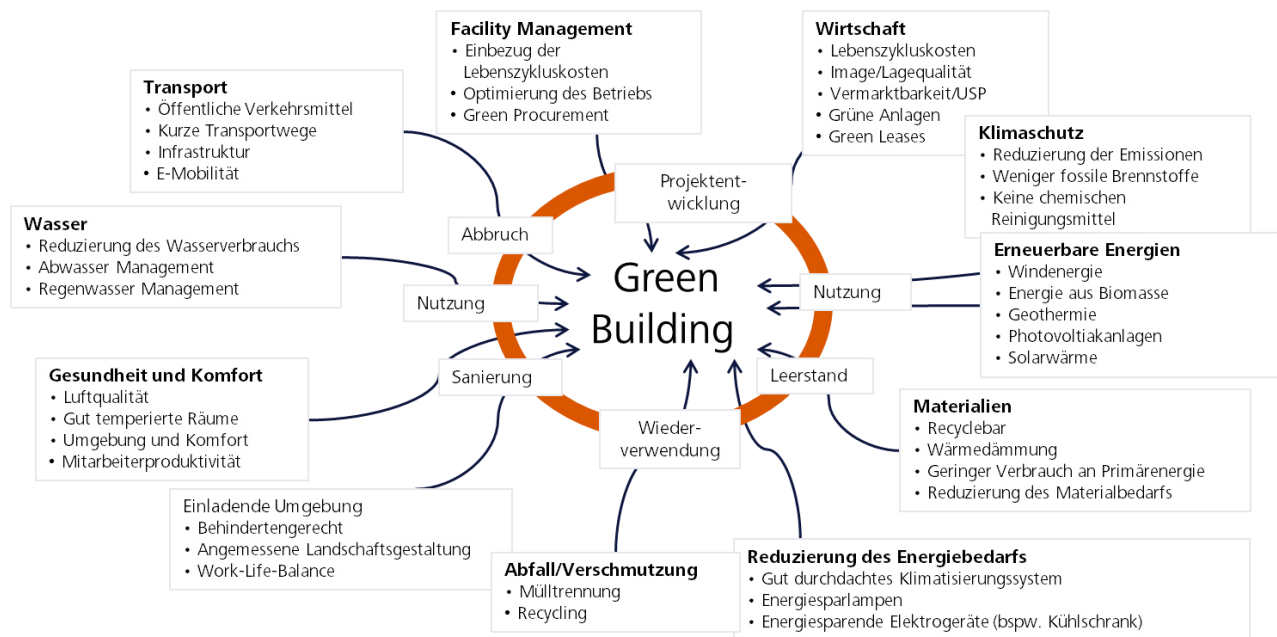 Facility Management
• Einbezug der
Lebenszykluskosten
• Optimierung des Betriebs
• Green Procurement
Wirtschaft
• Lebenszykluskosten
• Image/Lagequalität
• Vermarktbarkeit/USP
• Grüne Anlagen
• Green Leases
Transport
• Öffentliche Verkehrsmittel
• Kurze Transportwege
• Infrastruktur
• E-Mobilität
Klimaschutz
• Reduzierung der Emissionen
• Weniger fossile Brennstoffe
• Keine chemischen
Reinigungsmittel
Wasser
• Reduzierung des Wasserverbrauchs
• Abwasser Management
• Regenwasser Management
Erneuerbare Energien
• Windenergie
• Energie aus Biomasse
• Geothermie
• Photovoltiakanlagen
• Solarwärme
Projektent-
wicklung
Abbruch
Nutzung
Nutzung
Sanierung
Leerstand
Wieder-
verwendung
Green
Building
Gesundheit und Komfort
• Luftqualität
• Gut temperierte Räume
• Umgebung und Komfort
• Mitarbeiterproduktivität
Materialien
• Recyclebar
• Wärmedämmung
• Geringer Verbrauch an Primärenergie
• Reduzierung des Materialbedarfs
Einladende Umgebung
• Behindertengerecht
• Angemessene Landschaftsgestaltung
• Work-Life-Balance
Abfall/Verschmutzung
• Mülltrennung
• Recycling
Reduzierung des Energiebedarfs
• Gut durchdachtes Klimatisierungssystem
• Energiesparlampen
• Energiesparende Elektrogeräte (bspw. Kühlschrank)